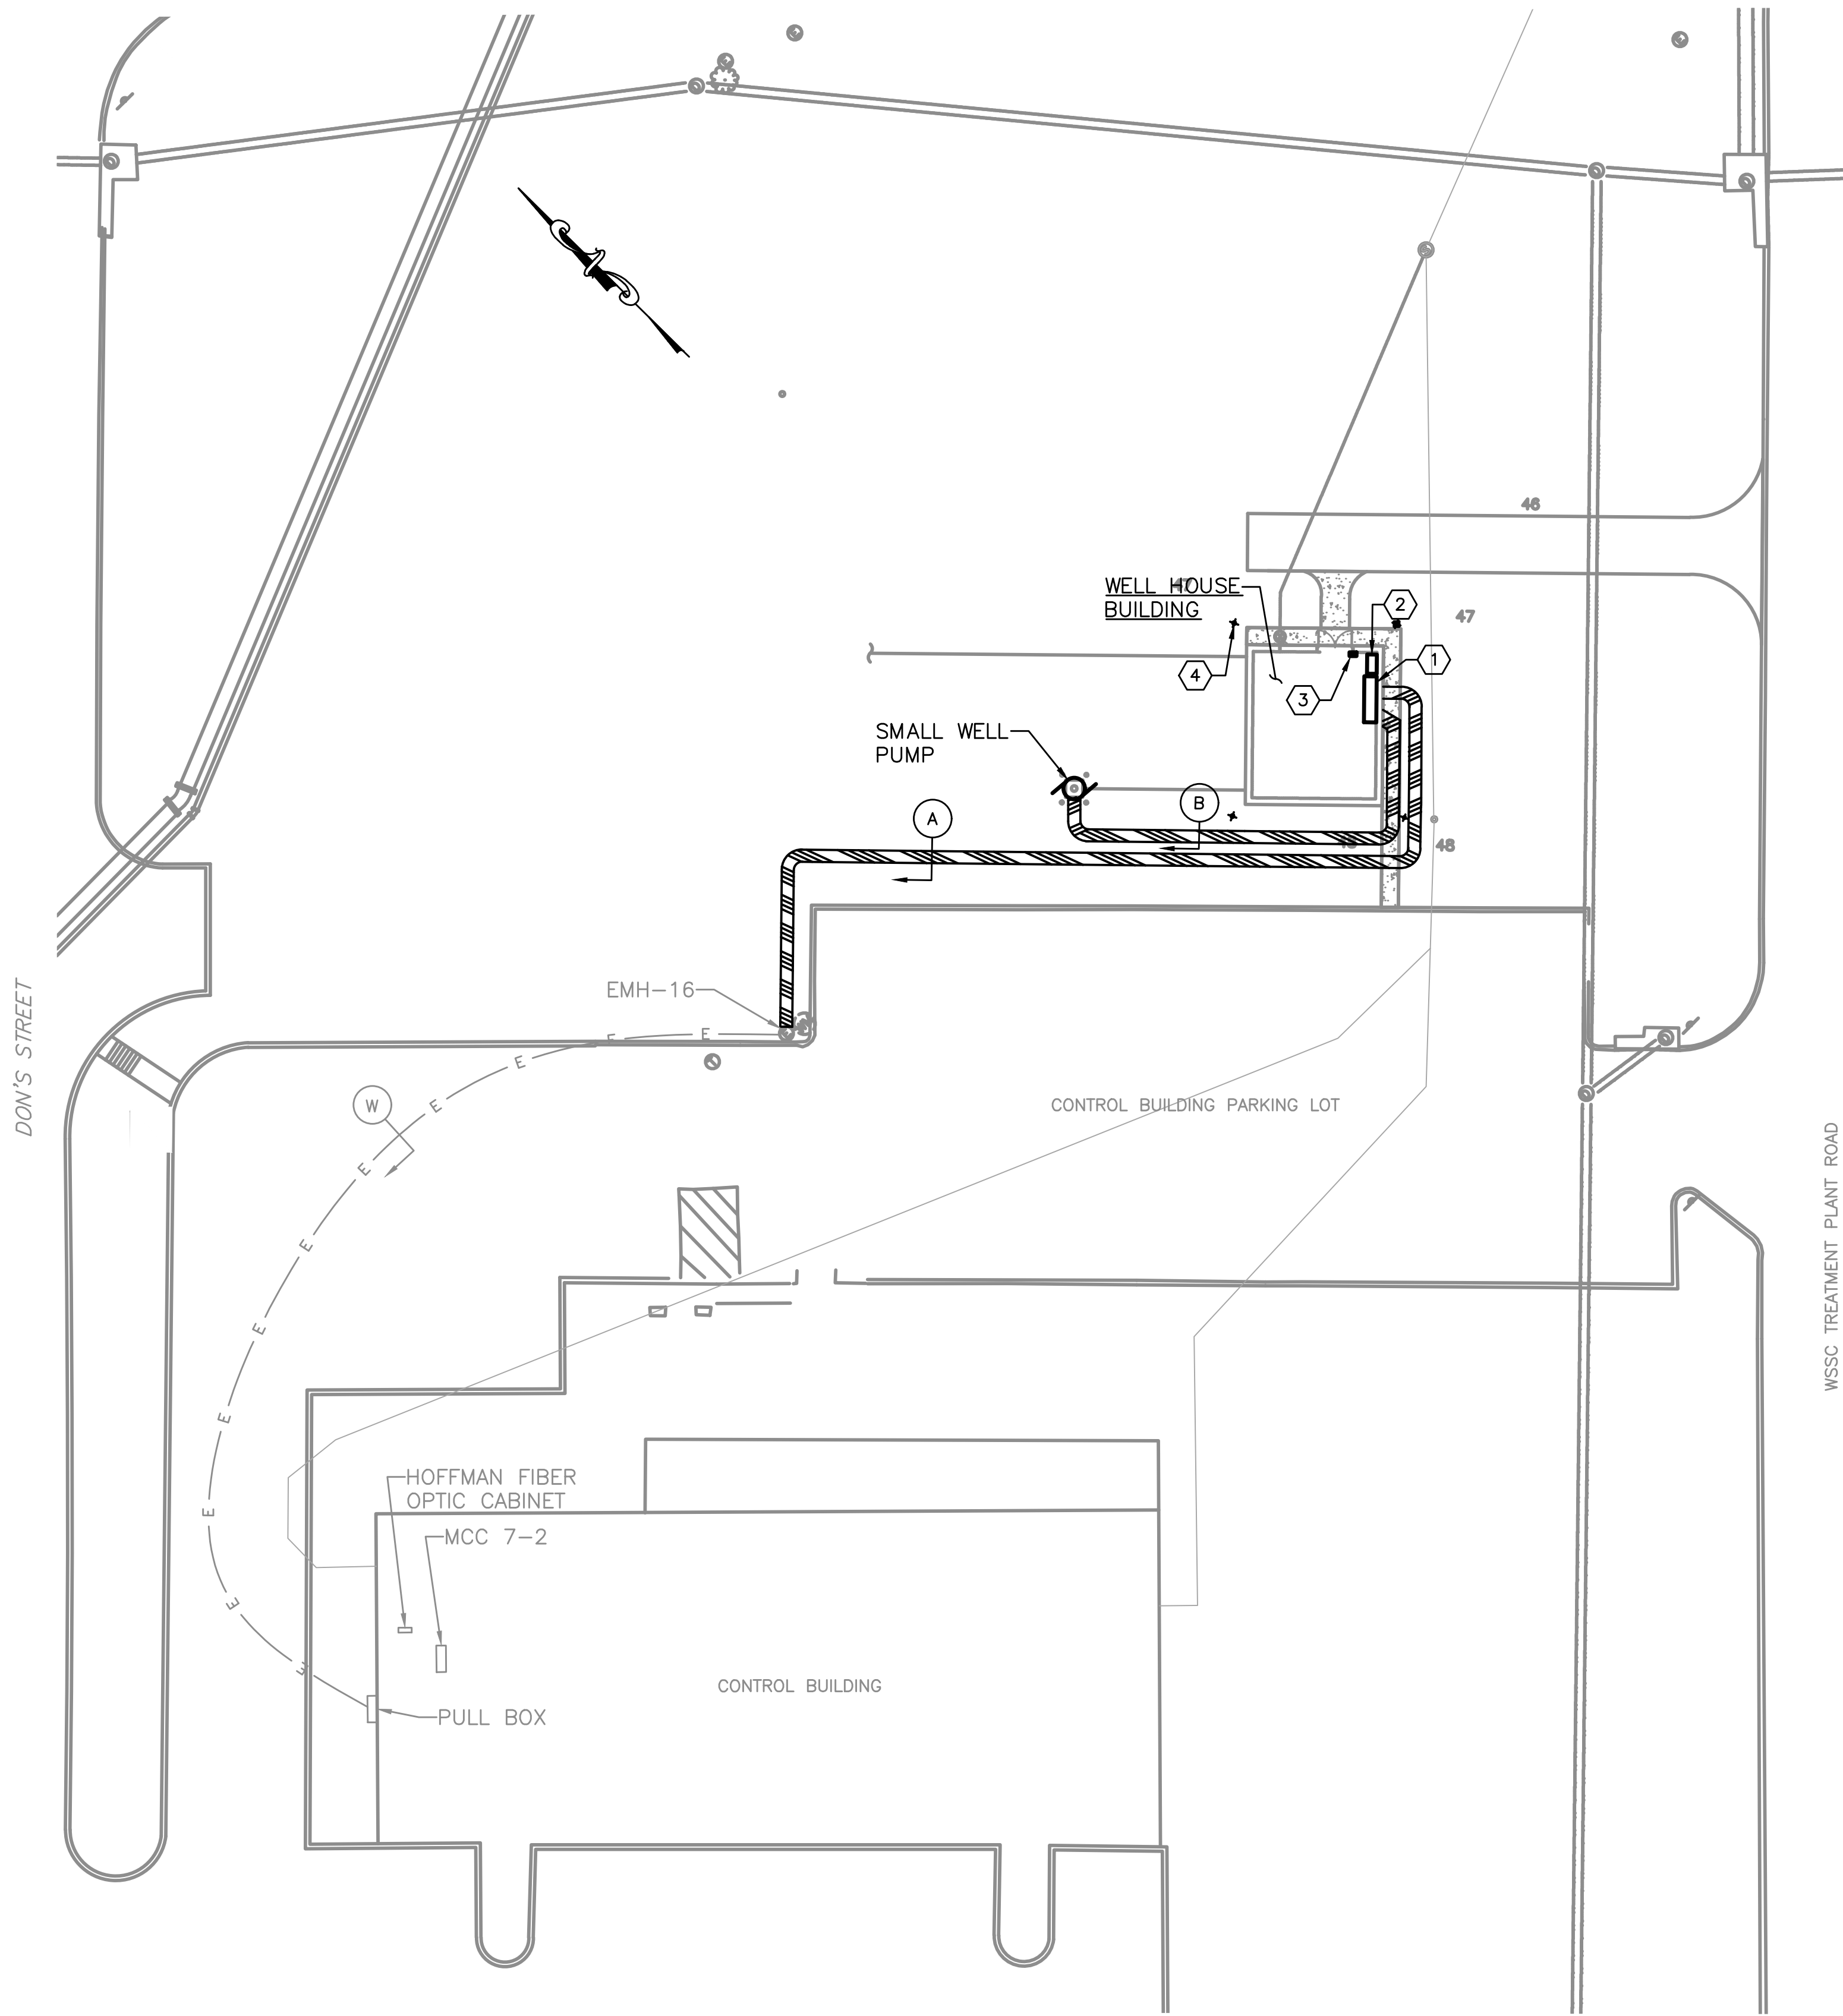 46
WELL HOUSE
BUILDING
47
2
47
1
4
3
SMALL WELL
PUMP
B
A
48
EMH-16
E
E
E
E
E
E
E
E
E
E
E
W
DON'S STREET
CONTROL BUILDING PARKING LOT
WSSC TREATMENT PLANT ROAD
HOFFMAN FIBER
OPTIC CABINET
MCC 7-2
CONTROL BUILDING
PULL BOX